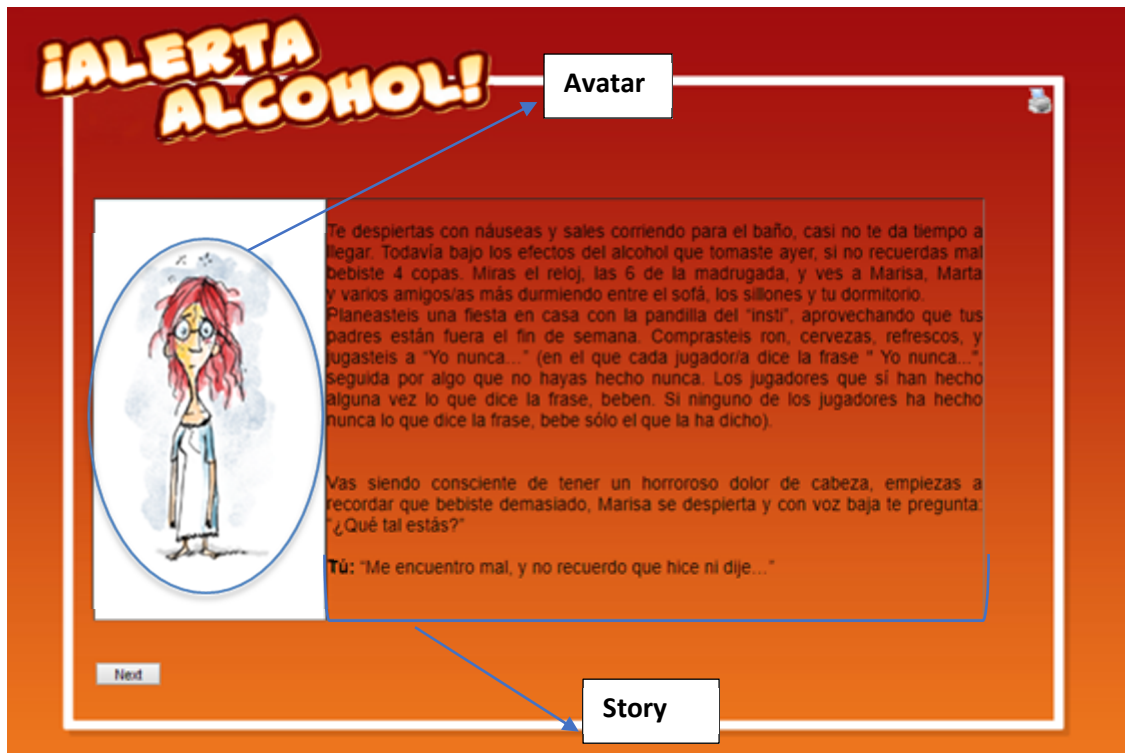 ¡ALERTA
ALCOHOL!
Avatar
Te despiertas con náuseas y sales corriendo para el baño, casi no te da tiempo a
llegar. Todavía bajo los efectos del alcohol que tomaste ayer, si no recuerdas mal
bebiste 4 copas. Miras el reloj, las 6 de la madrugada, y ves a Marisa, Marta
y varios amigos/as más durmiendo entre el sofá, los sillones y tu dormitorio.
Planeasteis una fiesta en casa con la pandilla del “insti”, aprovechando que tus
padres están fuera el fin de semana. Comprasteis ron, cervezas, refrescos, y
jugasteis a “Yo nunca...” (en el que cada jugador/a dice la frase " Yo nunca...",
seguida por algo que no hayas hecho nunca. Los jugadores que sí han hecho
alguna vez lo que dice la frase, beben. Si ninguno de los jugadores ha hecho
nunca lo que dice la frase, bebe sólo el que la ha dicho).
Vas siendo consciente de tener un horroroso dolor de cabeza, empiezas a
recordar que bebiste demasiado, Marisa se despierta y con voz baja te pregunta:
“¿Qué tal estás?”
Tú: “Me encuentro mal, y no recuerdo que hice ni dije…”
Next
Story